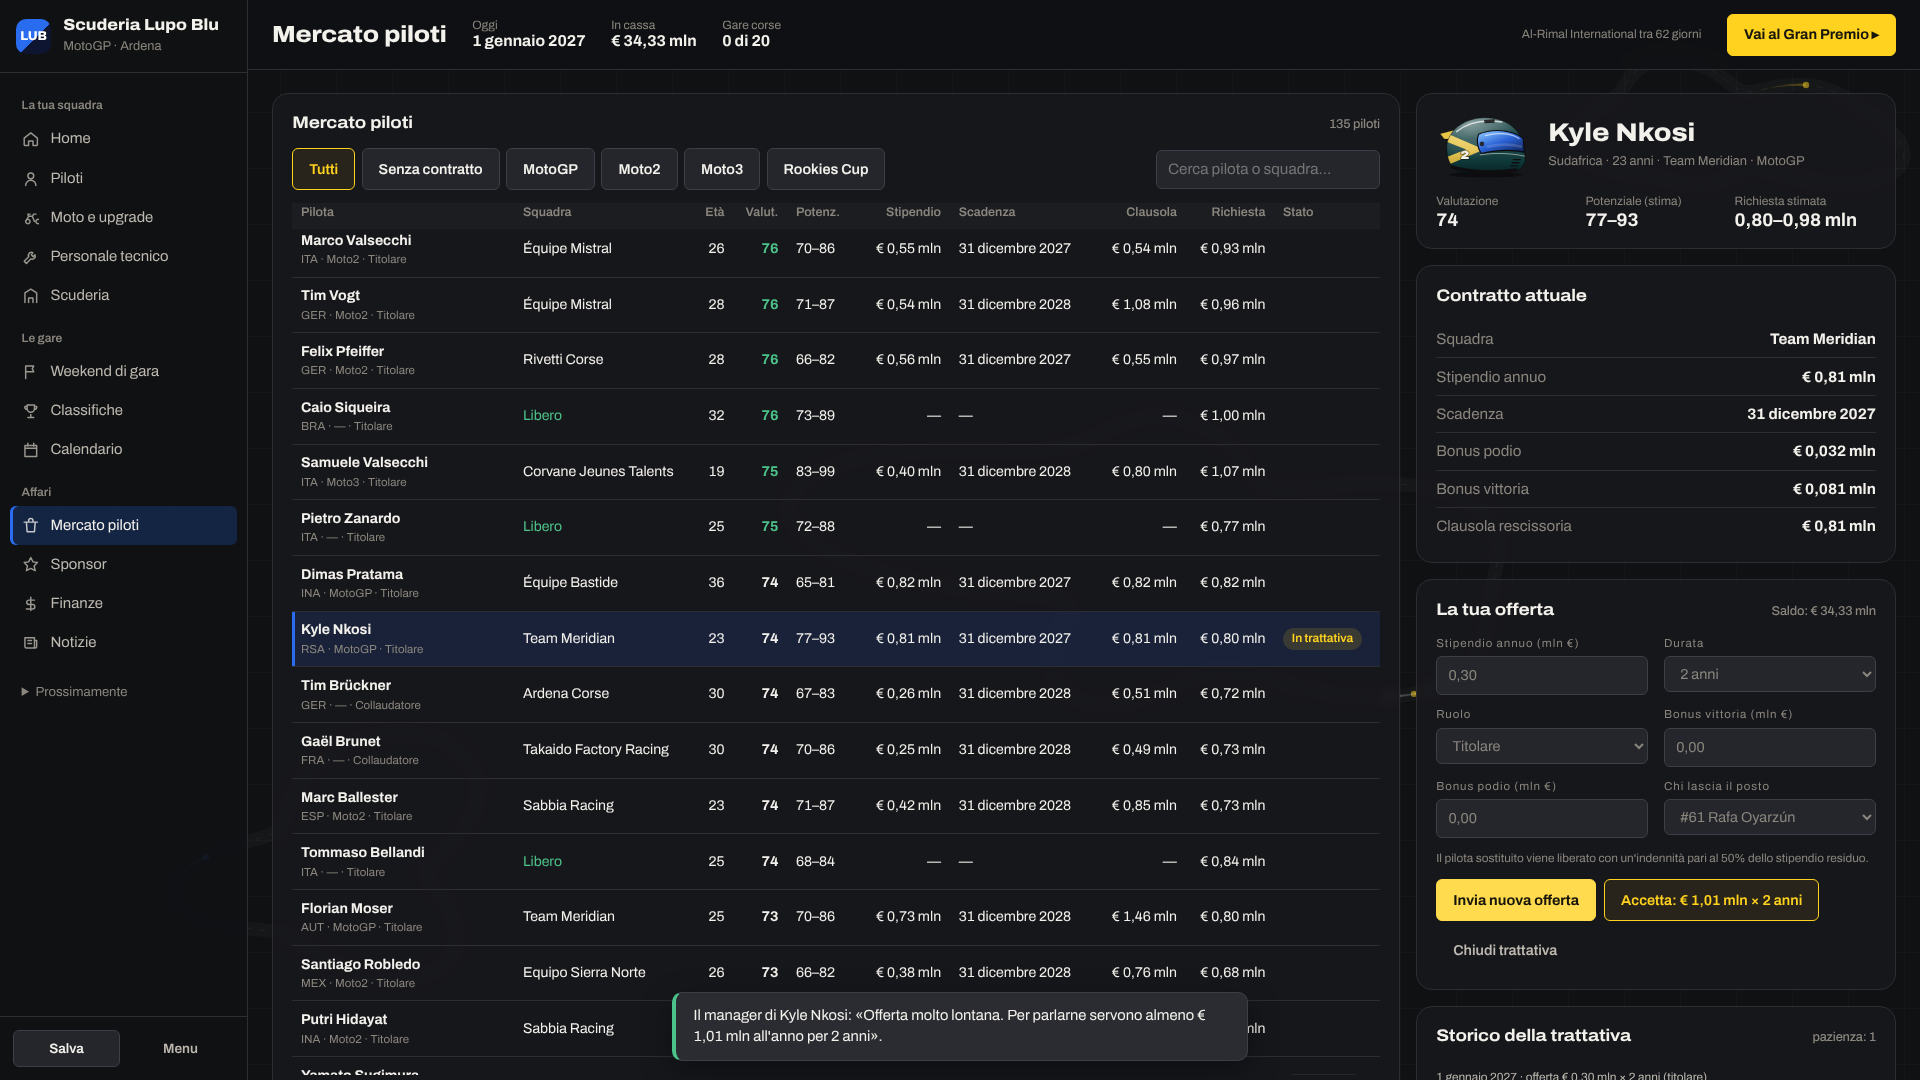 LUB
Scuderia Lupo Blu
MotoGP · Ardena
La tua squadra
Home
Piloti
Moto e upgrade
Personale tecnico
Scuderia
Le gare
Weekend di gara
Classifiche
Calendario
Affari
Mercato piloti
Sponsor
Finanze
Notizie
Prossimamente
Salva
Menu
Mercato piloti
Oggi
1 gennaio 2027
In cassa
€ 34,33 mln
Gare corse
0 di 20
Al-Rimal International tra 62 giorni
Vai al Gran Premio ▸
Mercato piloti
135 piloti
Tutti
Senza contratto
MotoGP
Moto2
Moto3
Rookies Cup
Cerca pilota o squadra...
Pilota Squadra Età Valut. Potenz. Stipendio Scadenza Clausola Richiesta Stato
Marco Valsecchi Équipe Mistral 26 76 70–86 € 0,55 mln 31 dicembre 2027 € 0,54 mln € 0,93 mln
ITA · Moto2 · Titolare
Tim Vogt Équipe Mistral 28 76 71–87 € 0,54 mln 31 dicembre 2028 € 1,08 mln € 0,96 mln
GER · Moto2 · Titolare
Felix Pfeiffer Rivetti Corse 28 76 66–82 € 0,56 mln 31 dicembre 2027 € 0,55 mln € 0,97 mln
GER · Moto2 · Titolare
Caio Siqueira Libero 32 76 73–89 — — — € 1,00 mln
BRA · — · Titolare
Samuele Valsecchi Corvane Jeunes Talents 19 75 83–99 € 0,40 mln 31 dicembre 2028 € 0,80 mln € 1,07 mln
ITA · Moto3 · Titolare
Pietro Zanardo Libero 25 75 72–88 — — — € 0,77 mln
ITA · — · Titolare
Dimas Pratama Équipe Bastide 36 74 65–81 € 0,82 mln 31 dicembre 2027 € 0,82 mln € 0,82 mln
INA · MotoGP · Titolare
Kyle Nkosi Team Meridian 23 74 77–93 € 0,81 mln 31 dicembre 2027 € 0,81 mln € 0,80 mln In trattativa
RSA · MotoGP · Titolare
Tim Brückner Ardena Corse 30 74 67–83 € 0,26 mln 31 dicembre 2028 € 0,51 mln € 0,72 mln
GER · — · Collaudatore
Gaël Brunet Takaido Factory Racing 30 74 70–86 € 0,25 mln 31 dicembre 2028 € 0,49 mln € 0,73 mln
FRA · — · Collaudatore
Marc Ballester Sabbia Racing 23 74 71–87 € 0,42 mln 31 dicembre 2028 € 0,85 mln € 0,73 mln
ESP · Moto2 · Titolare
Tommaso Bellandi Libero 25 74 68–84 — — — € 0,84 mln
ITA · — · Titolare
Florian Moser Team Meridian 25 73 70–86 € 0,73 mln 31 dicembre 2028 € 1,46 mln € 0,80 mln
AUT · MotoGP · Titolare
Santiago Robledo Equipo Sierra Norte 26 73 66–82 € 0,38 mln 31 dicembre 2028 € 0,76 mln € 0,68 mln
MEX · Moto2 · Titolare
Putri Hidayat Sabbia Racing mln
INA · Moto2 · Titolare
Yamato Sugimura
Il manager di Kyle Nkosi: «Offerta molto lontana. Per parlarne servono almeno €
1,01 mln all'anno per 2 anni».
2
Kyle Nkosi
Sudafrica · 23 anni · Team Meridian · MotoGP
Valutazione
74
Potenziale (stima)
77–93
Richiesta stimata
0,80–0,98 mln
Contratto attuale
Squadra Team Meridian
Stipendio annuo € 0,81 mln
Scadenza 31 dicembre 2027
Bonus podio € 0,032 mln
Bonus vittoria € 0,081 mln
Clausola rescissoria € 0,81 mln
La tua offerta
Saldo: € 34,33 mln
Stipendio annuo (mln €)
0,30
Durata
2 anni
Ruolo
Titolare
Bonus vittoria (mln €)
0,00
Bonus podio (mln €)
0,00
Chi lascia il posto
#61 Rafa Oyarzún
Il pilota sostituito viene liberato con un'indennità pari al 50% dello stipendio residuo.
Invia nuova offerta
Accetta: € 1,01 mln × 2 anni
Chiudi trattativa
Storico della trattativa
pazienza: 1
1 gennaio 2027 · offerta € 0,30 mln × 2 anni (titolare)